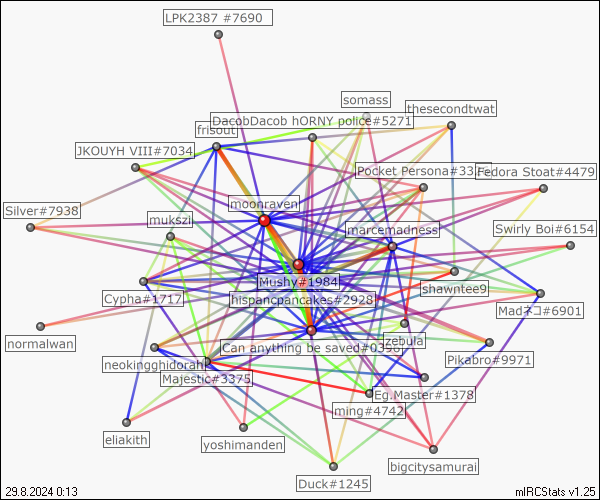 LPK2387 #7690
somass
thesecondtwat
DacobDacob hORNY police#5271
frisout
JKOUYH VIII#7034
Pocket Persona#33
Fedora Stoat#4479
moonraven
Silver#7938
mukszi
marcemadness
Swirly Boi#6154
Mushy#1984
shawntee9
Cypha#1717
hispancpancakes#2928
Madネコ#6901
normalwan
zebula
Can anything be saved#0396
Pikabro#9971
neokingghidorah
Majestic#3375
Eg.Master#1378
ming#4742
eliakith
yoshimanden
bigcitysamurai
Duck#1245
29.8.2024 0:13
mIRCStats v1.25